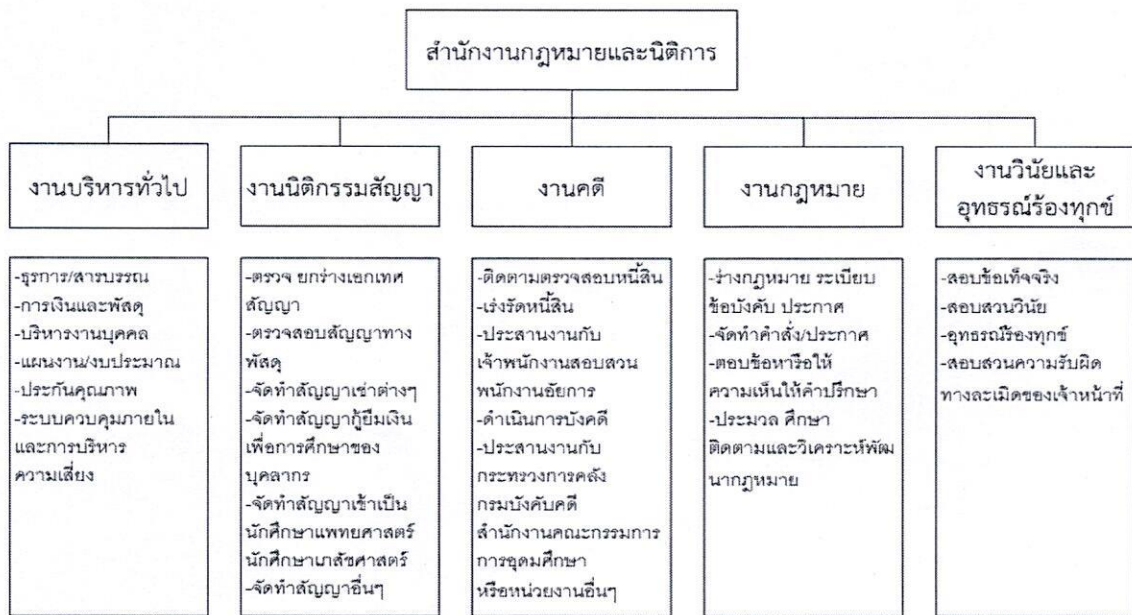 สำนักงานกฎหมายและนิติการ
งานบริหารทั่วไป
-ธุรการ/สารบรรณ
-การเงินและพัสดุ
-บริหารงานบุคคล
-แผนงาน/งบประมาณ
-ประกันคุณภาพ
-ระบบควบคุมภายใน
และการบริหาร
ความเสี่ยง
งานนิติกรรมสัญญา
-ตรวจ ยกร่างเอกเทศ
สัญญา
-ตรวจสอบสัญญาทาง
พัสดุ
-จัดทำสัญญาเช่าต่างๆ
-จัดทำสัญญากู้ยืมเงิน
เพื่อการศึกษาของ
บุคลากร
-จัดทำสัญญาเข้าเป็น
นักศึกษาแพทยศาสตร์
นักศึกษาเภสัชศาสตร์
-จัดทำสัญญาอื่นๆ
งานคดี
-ติดตามตรวจสอบหนี้สิน
-เร่งรัดหนี้สิน
-ประสานงานกับ
เจ้าพนักงานสอบสวน
พนักงานอัยการ
-ดำเนินการบังคดี
-ประสานงานกับ
กระทรวงการคลัง
กรมบังคับคดี
สำนักงานคณะกรรมการ
การอุดมศึกษา
หรือหน่วยงานอื่นๆ
งานกฎหมาย
-ร่างกฎหมาย ระเบียบ
ข้อบังคับ ประกาศ
-จัดทำคำสั่ง/ประกาศ
-ตอบข้อหารือให้
ความเห็นให้คำปรึกษา
-ประมวล ศึกษา
ติดตามและวิเคราะห์พัฒ
นากฎหมาย
งานวินัยและ
อุทธรณ์ร้องทุกข์
-สอบข้อเท็จจริง
-สอบสวนวินัย
-อุทธรณ์ร้องทุกข์
-สอบสวนความรับผิด
ทางละเมิดของเจ้าหน้าที่